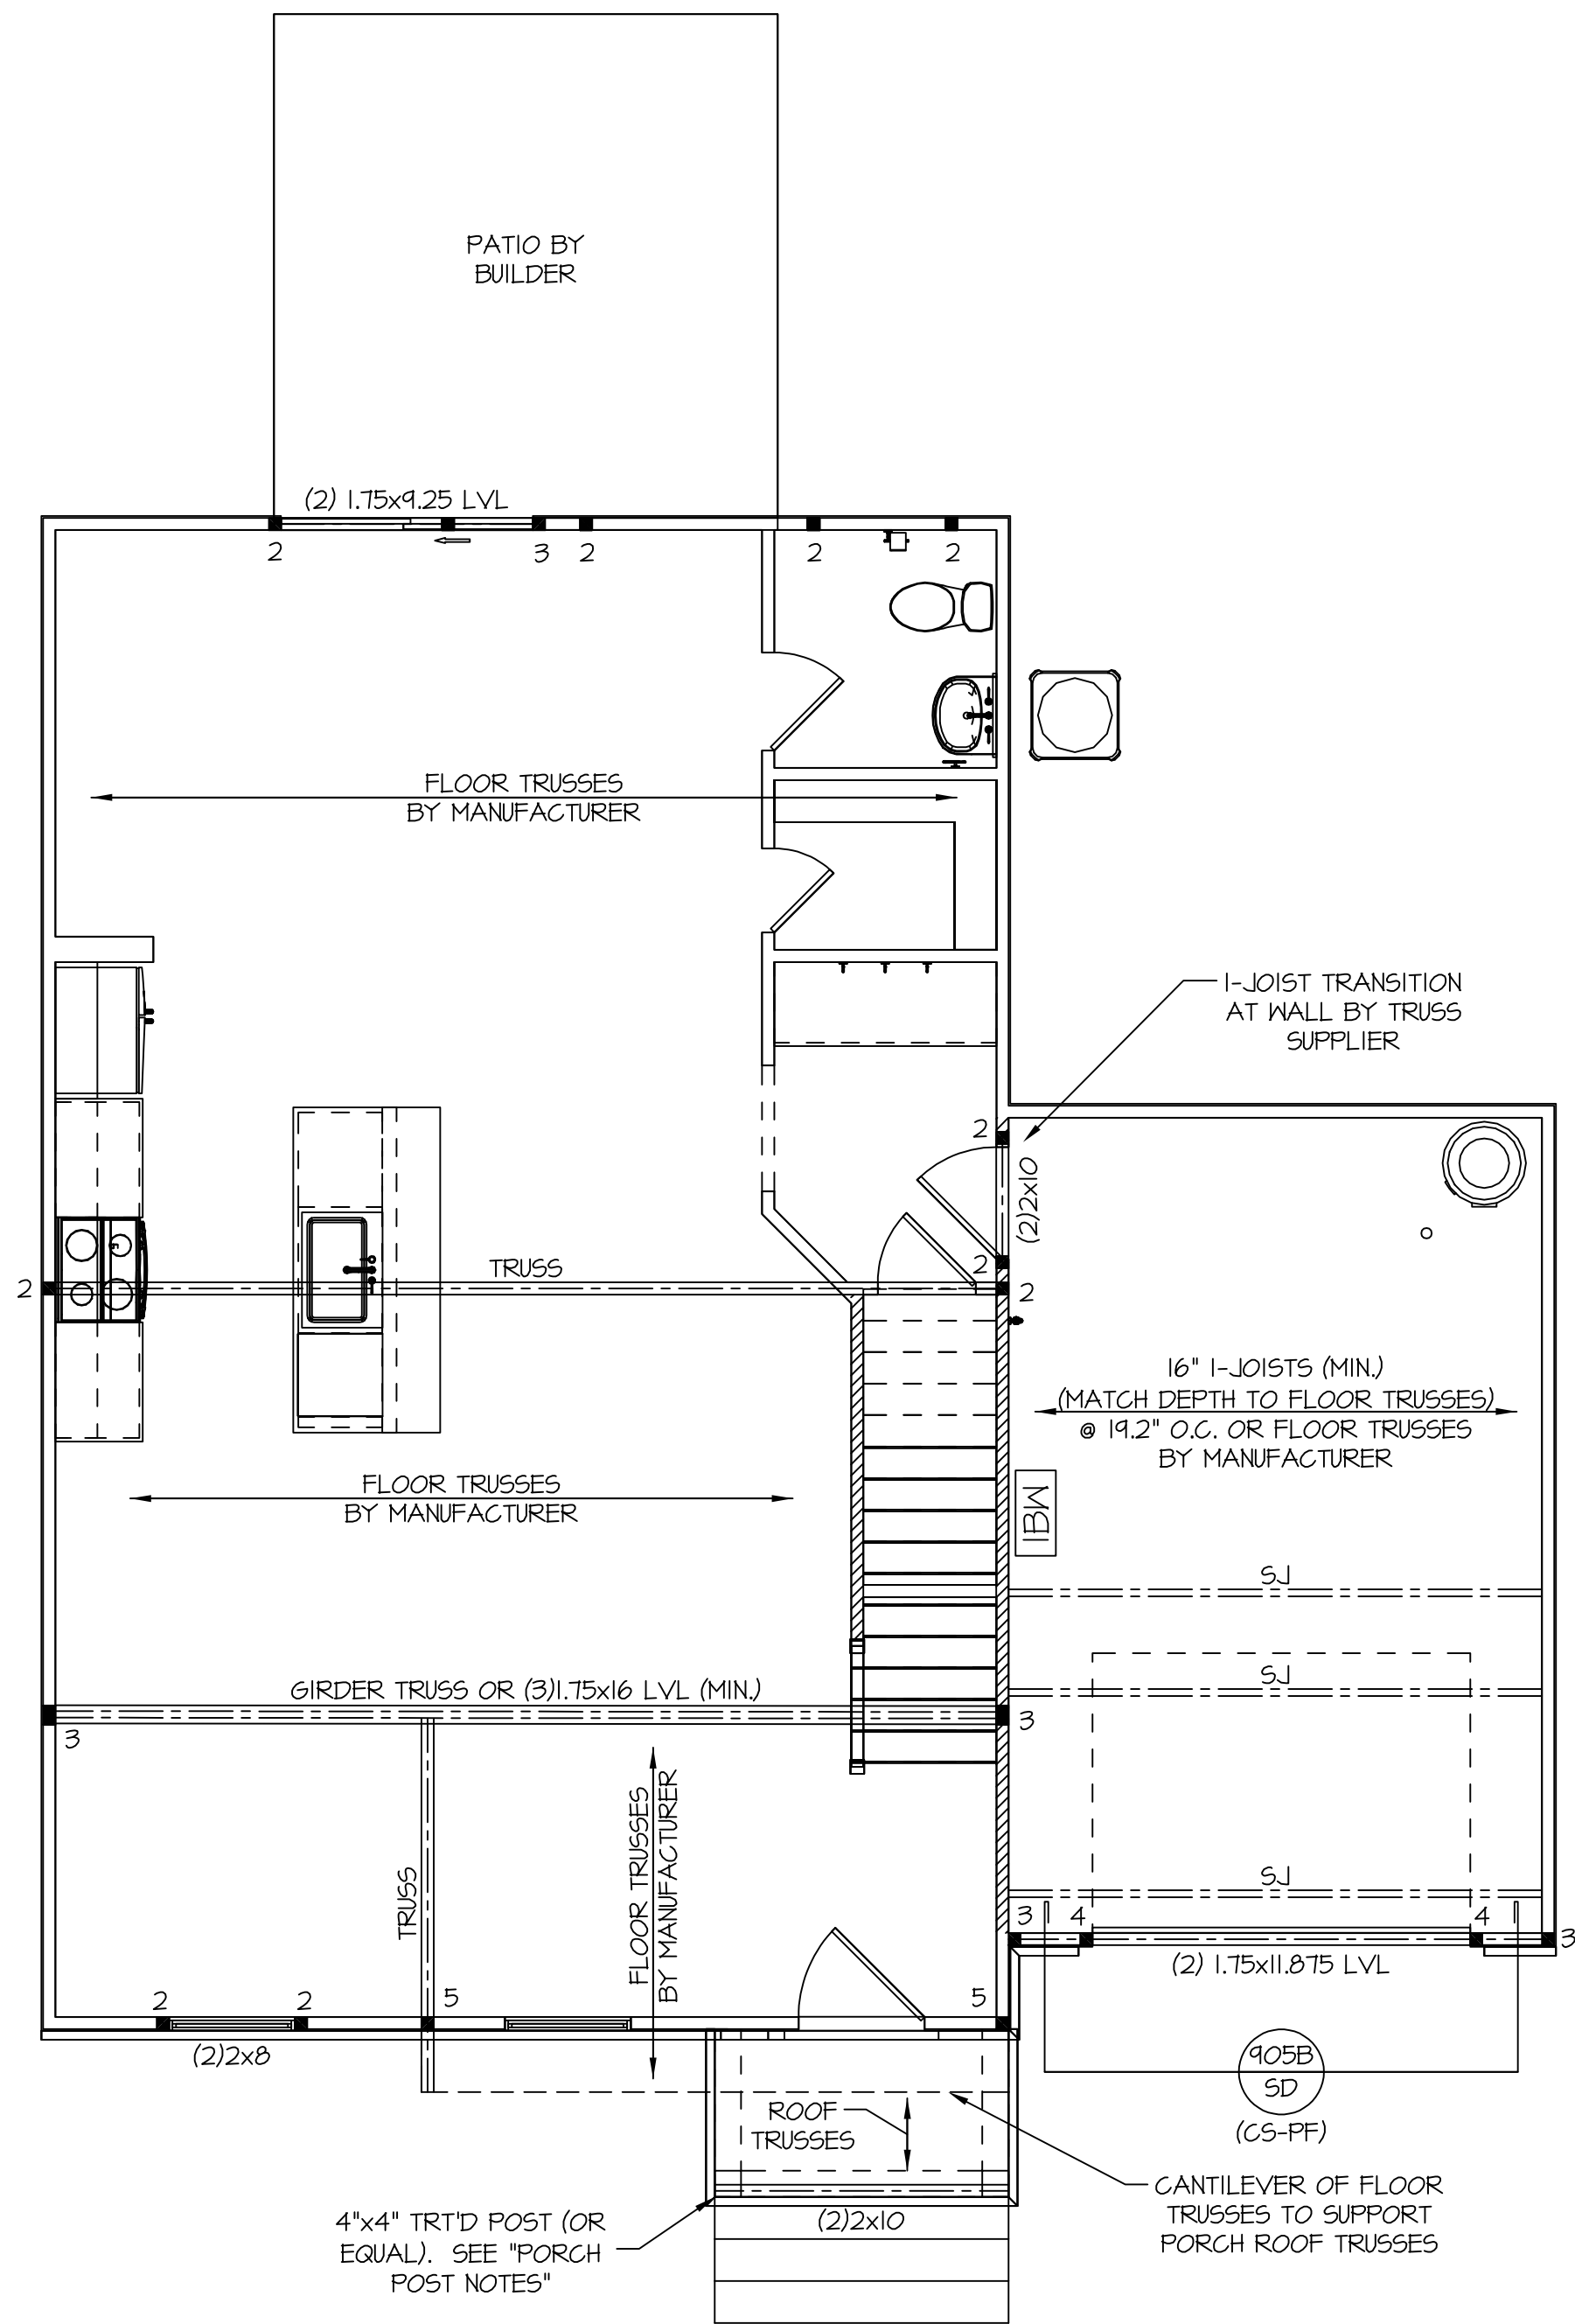 PATIO BY
BUILDER
(2) 1.75x9.25 LVL
2
3
2
2
2
FLOOR TRUSSES
BY MANUFACTURER
I-JOIST TRANSITION
AT WALL BY TRUSS
SUPPLIER
2
(2)2x10
2
TRUSS
2
2
16" I-JOISTS (MIN.)
(MATCH DEPTH TO FLOOR TRUSSES)
@ 19.2" O.C. OR FLOOR TRUSSES
BY MANUFACTURER
FLOOR TRUSSES
BY MANUFACTURER
IBM
SJ
GIRDER TRUSS OR (3)1.75x16 LVL (MIN.)
SJ
3
3
TRUSS
FLOOR TRUSSES
BY MANUFACTURER
SJ
3
4
4
3
(2) 1.75x11.875 LVL
2
2
5
5
(2)2x8
905B
SD
(CS-PF)
ROOF
TRUSSES
CANTILEVER OF FLOOR
TRUSSES TO SUPPORT
PORCH ROOF TRUSSES
4"x4" TRT'D POST (OR
EQUAL). SEE "PORCH
POST NOTES"
(2)2x10